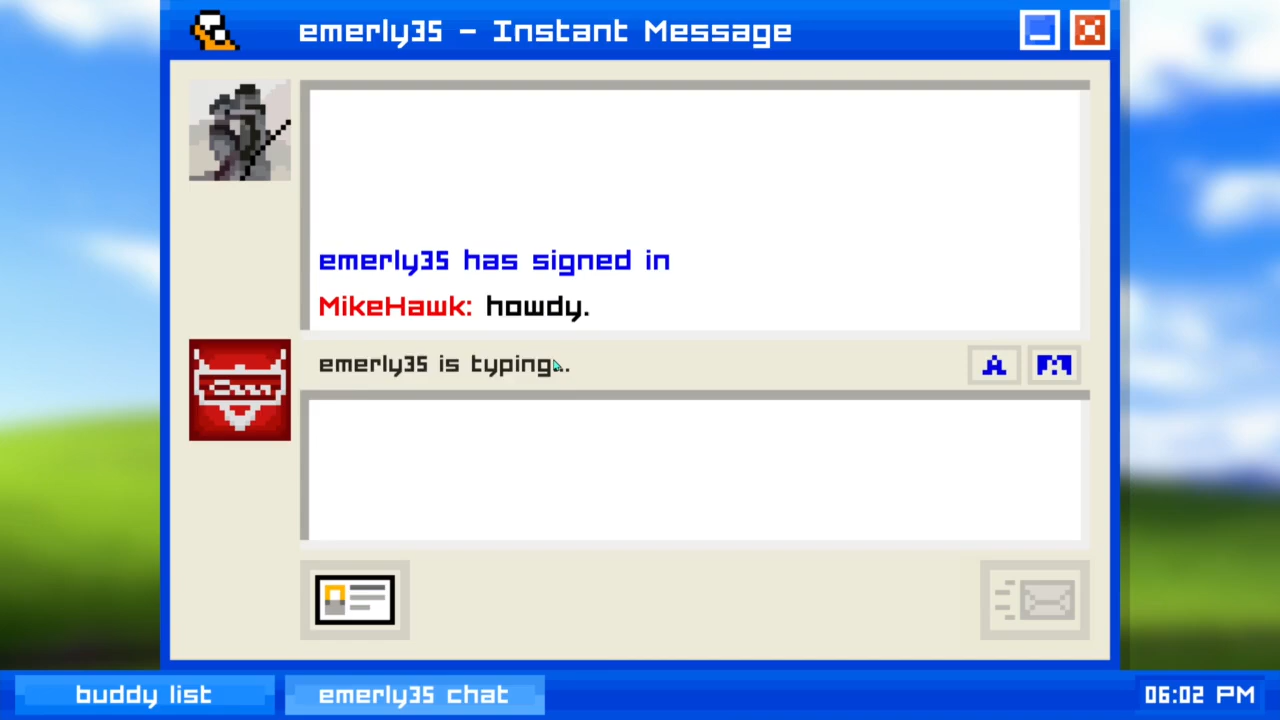 emerly35 - Instant Message
emerly35 has signed in
MikeHawk: howdy.
emerly35 is typing...
A
buddy list
emerly35 chat
06:02 PM